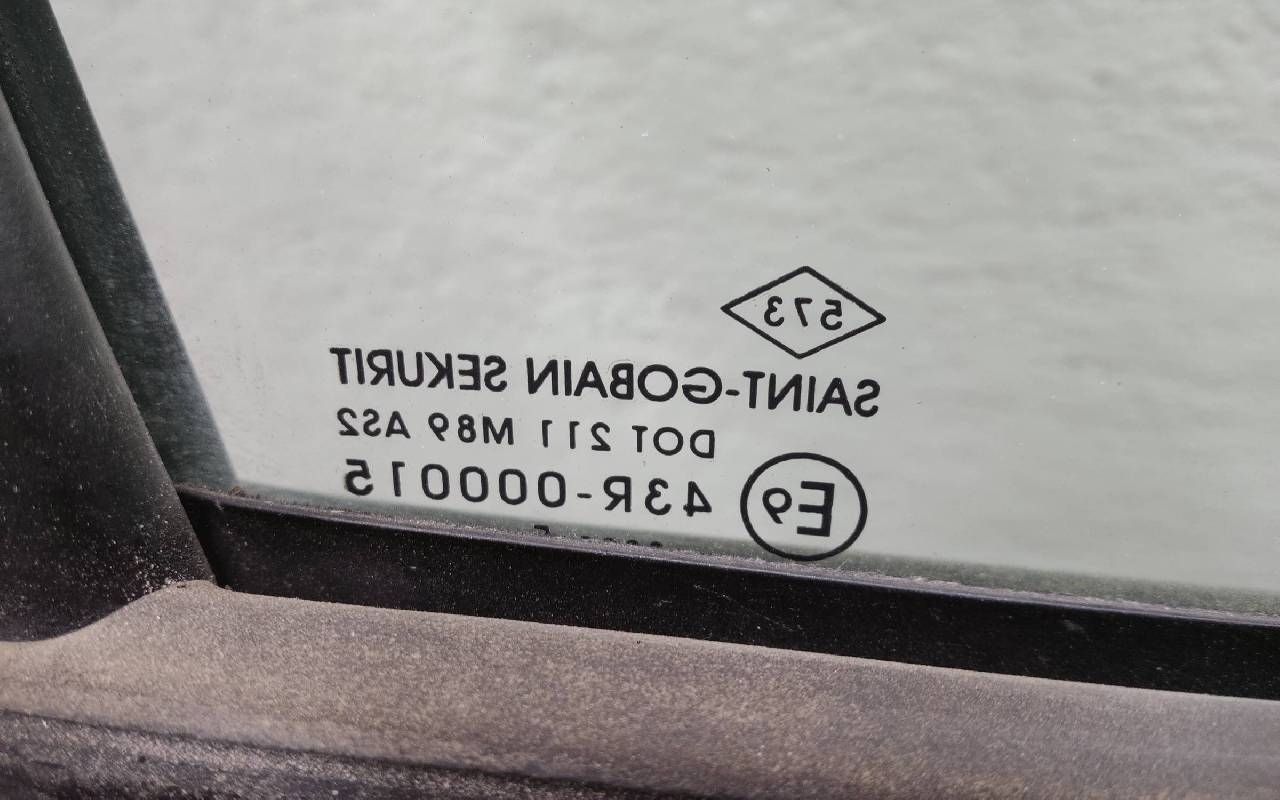 573
SAINT-GOBAIN SEKURIT
DOT 211 M89 AS2
E9 43R-000015